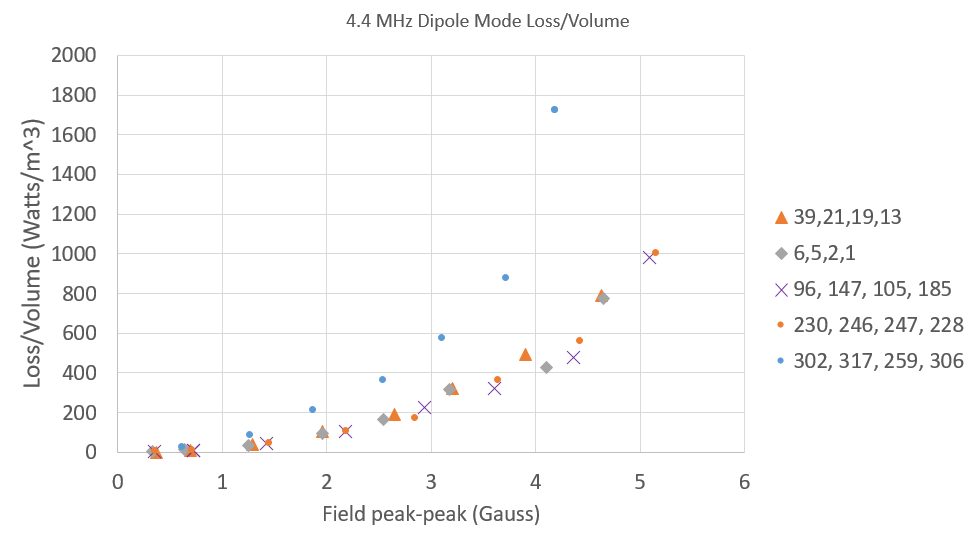 4.4 MHz Dipole Mode Loss/Volume
2000
1800
1600
1400
1200
1000
800
600
400
200
0
Loss/Volume (Watts/m^3)
0 1 2 3 4 5 6
Field peak-peak (Gauss)
39,21,19,13
6,5,2,1
96, 147, 105, 185
230, 246, 247, 228
302, 317, 259, 306